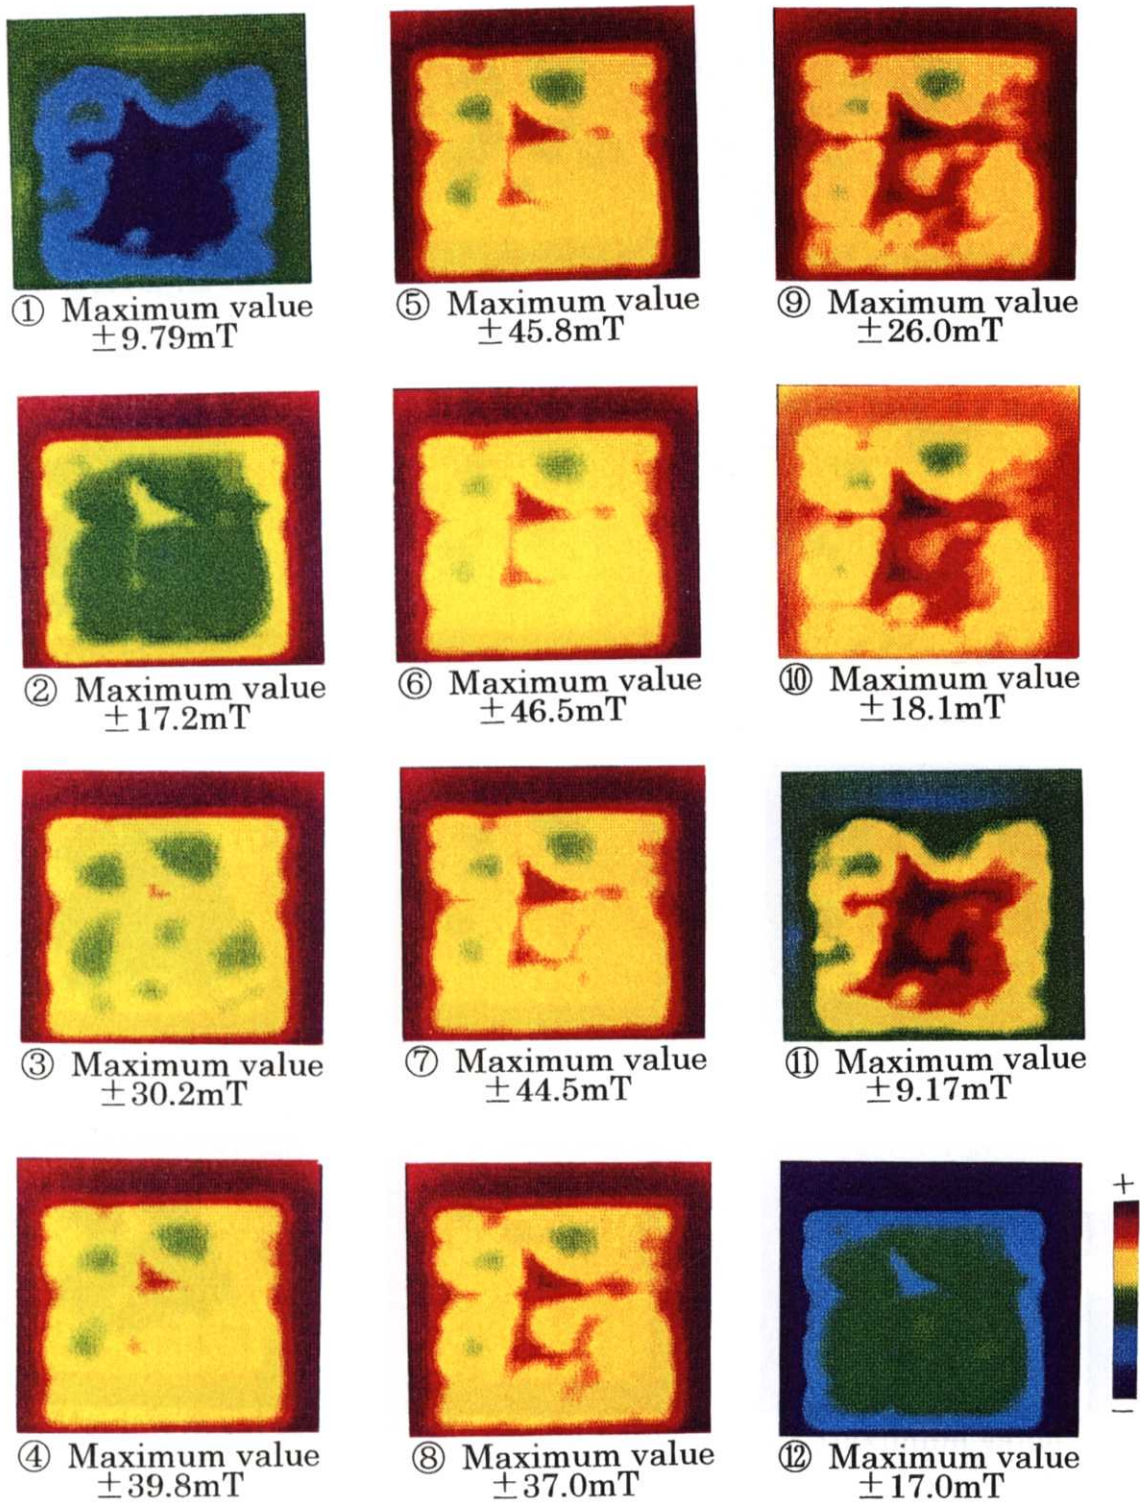 ① Maximum value
±9.79mT
② Maximum value
±17.2mT
③ Maximum value
±30.2mT
④ Maximum value
±39.8mT
⑤ Maximum value
±45.8mT
⑥ Maximum value
±46.5mT
⑦ Maximum value
±44.5mT
⑧ Maximum value
±37.0mT
⑨ Maximum value
±26.0mT
⑩ Maximum value
±18.1mT
⑪ Maximum value
±9.17mT
⑫ Maximum value
±17.0mT
+
−